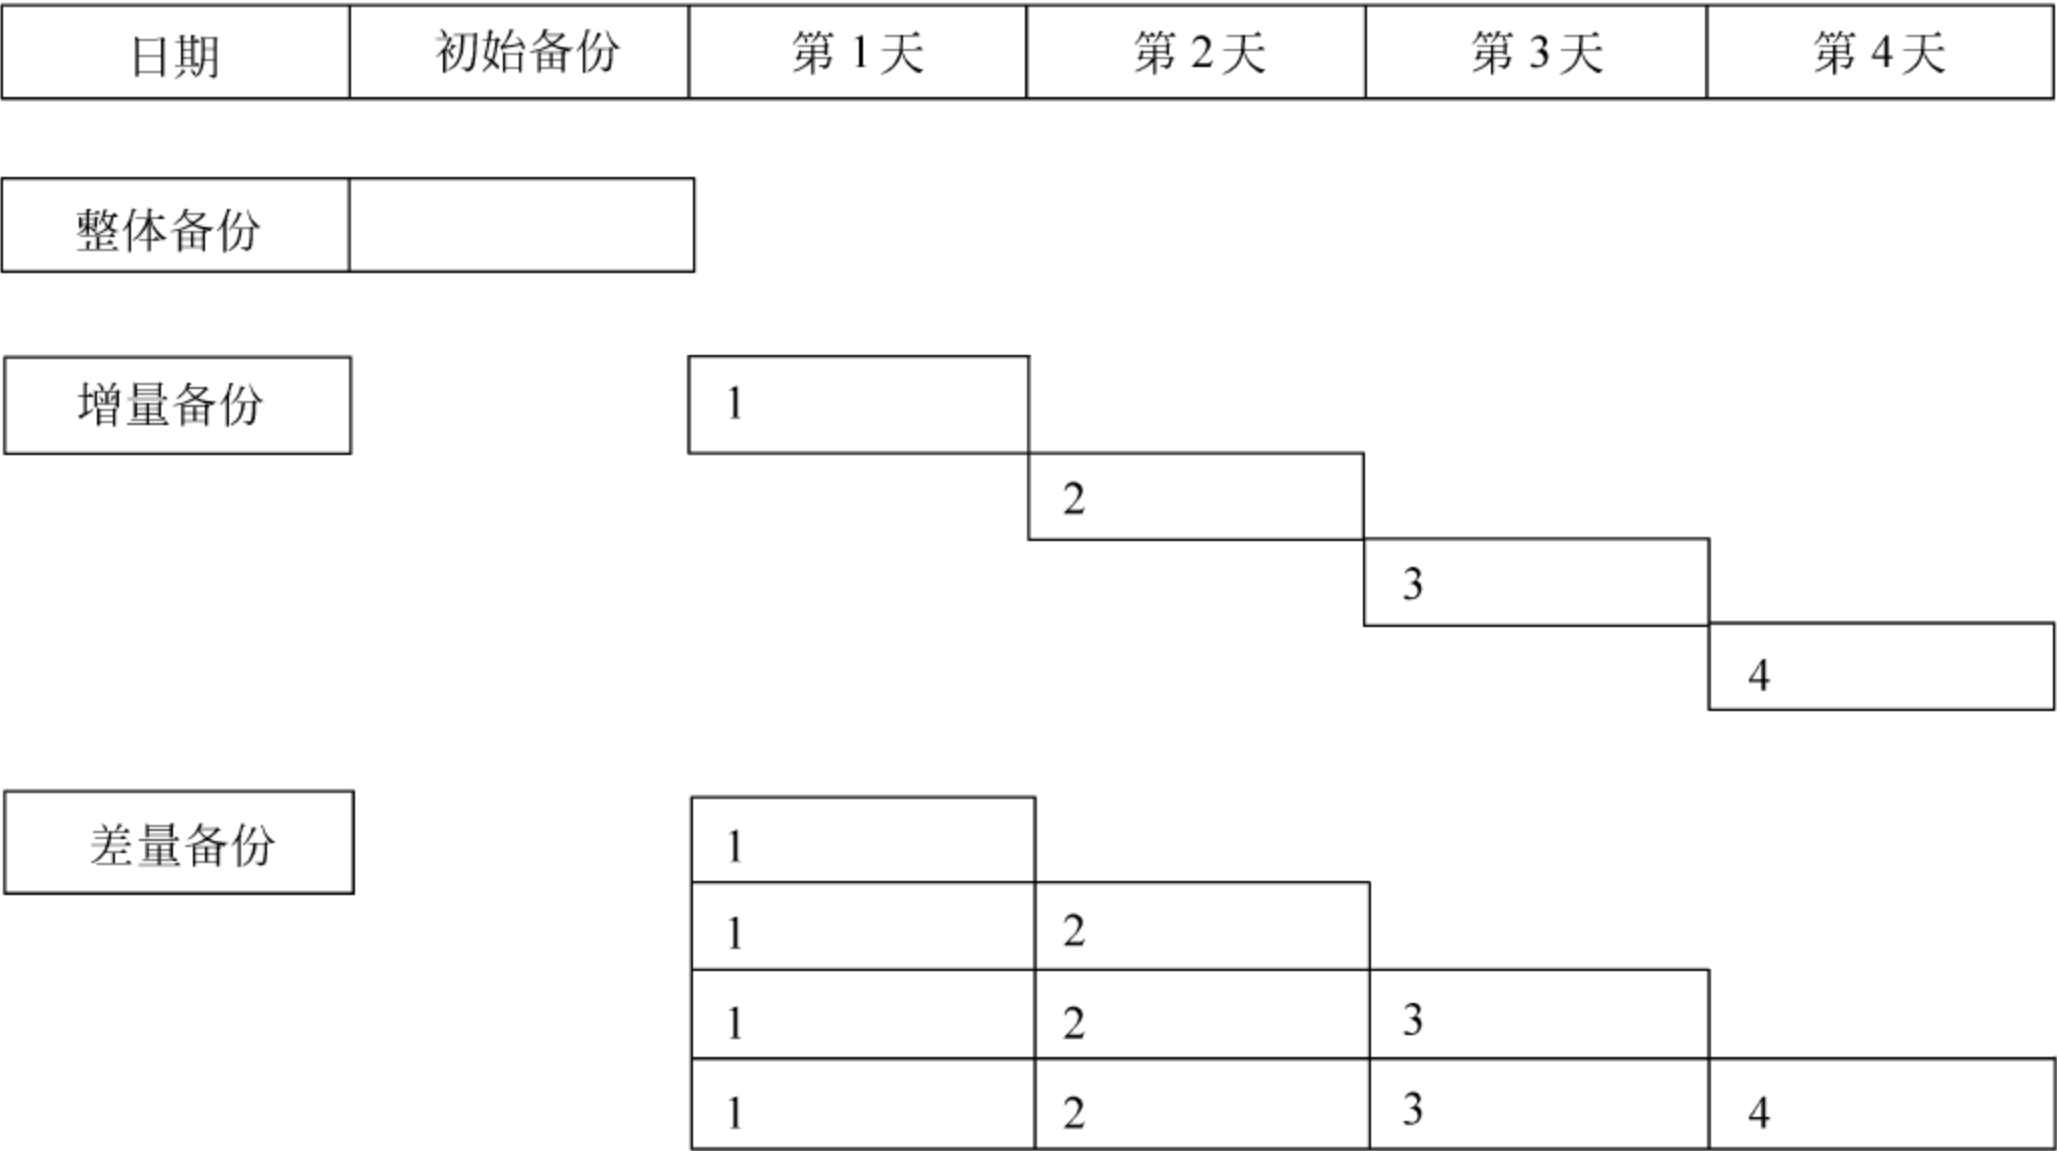 日期 初始备份 第1天 第2天 第3天 第4天
整体备份
增量备份 1
2
3
4
差量备份 1
1 2
1 2 3
1 2 3 4